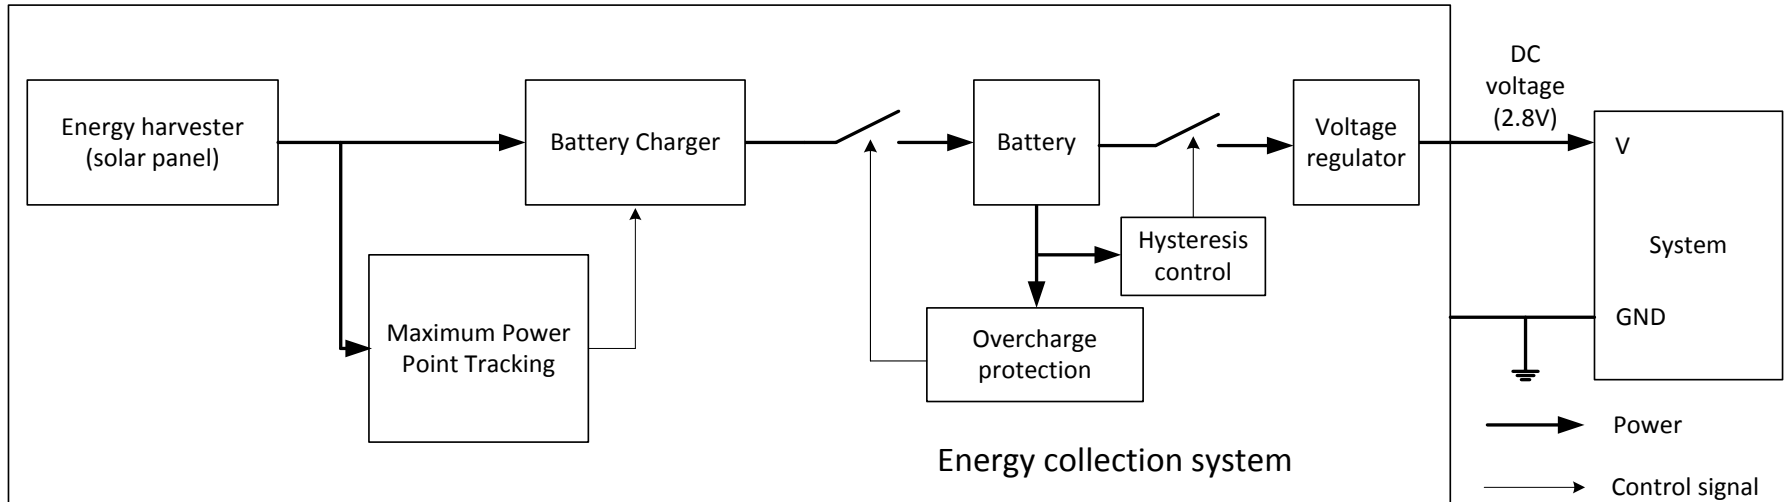 Energy harvester
(solar panel)
Battery Charger
Battery
Voltage
regulator
DC
voltage
(2.8V)
V
System
GND
Hysteresis
control
Maximum Power
Point Tracking
Overcharge
protection
Energy collection system
Power
Control signal